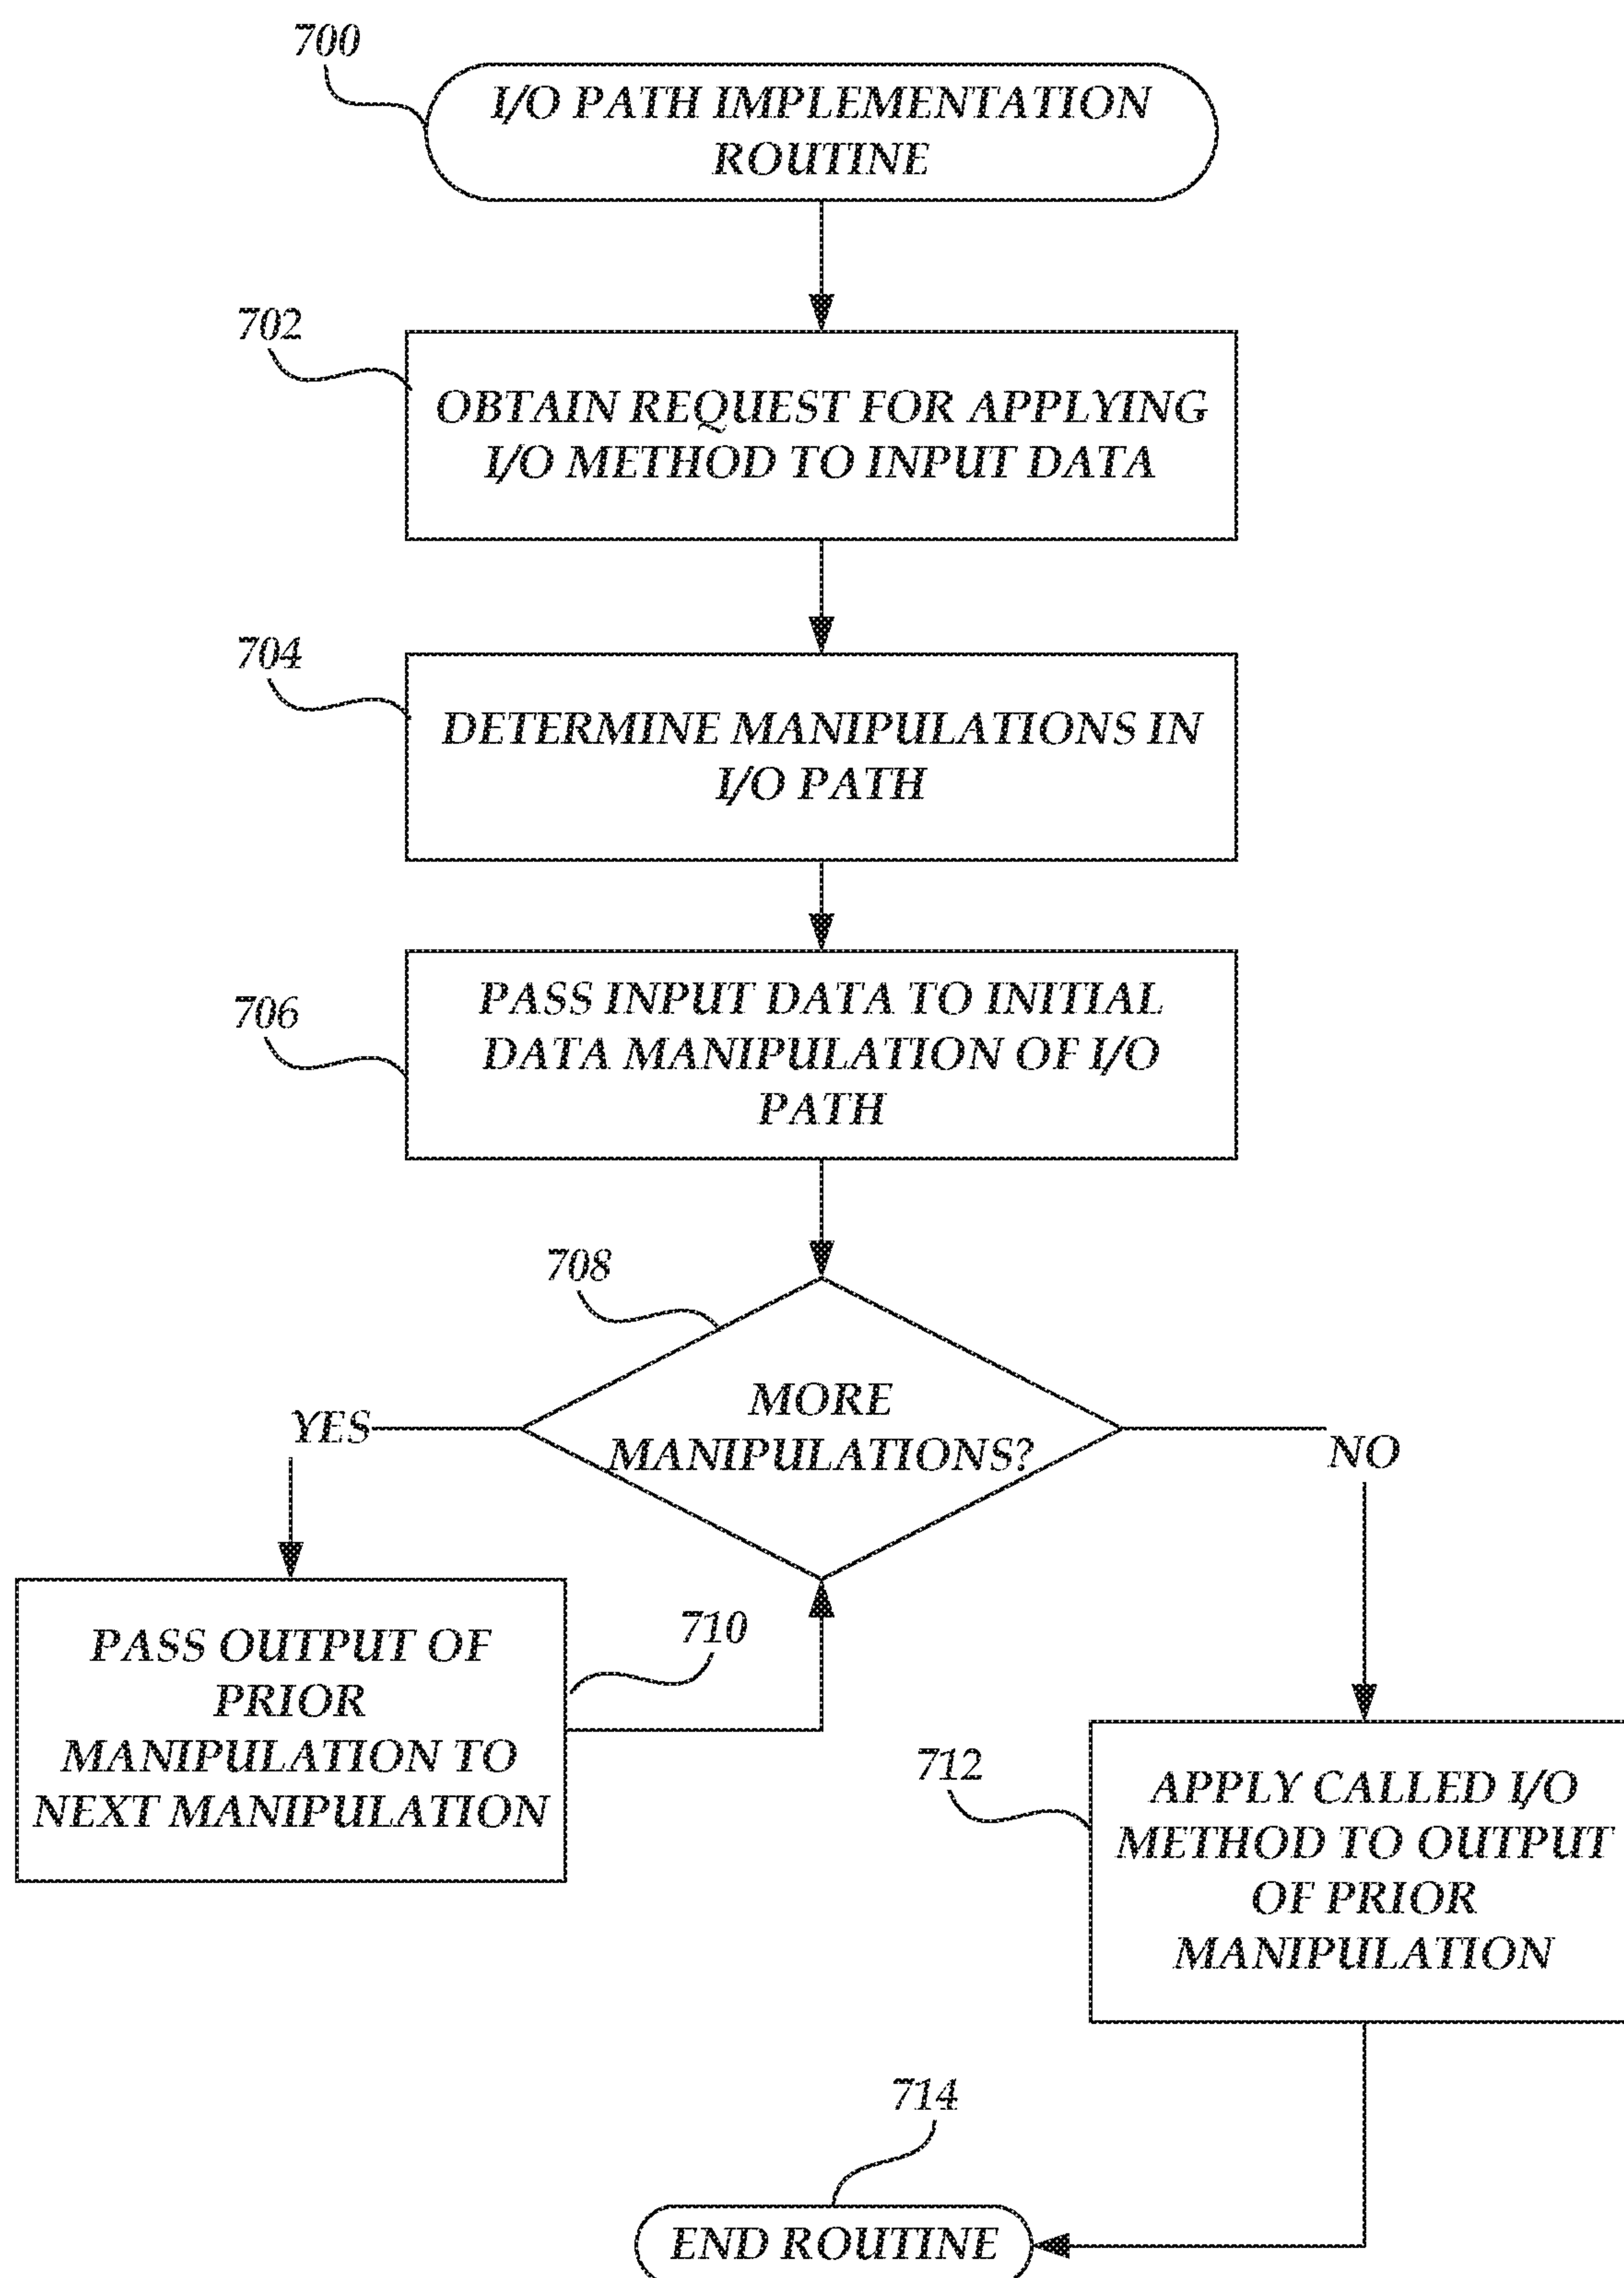 700
I/O PATH IMPLEMENTATION
ROUTINE
702
OBTAIN REQUEST FOR APPLYING
I/O METHOD TO INPUT DATA
704
DETERMINE MANIPULATIONS IN
I/O PATH
706
PASS INPUT DATA TO INITIAL
DATA MANIPULATION OF I/O
PATH
708
MORE
MANIPULATIONS?
YES
NO
PASS OUTPUT OF
PRIOR
MANIPULATION TO
NEXT MANIPULATION
710
712
APPLY CALLED I/O
METHOD TO OUTPUT
OF PRIOR
MANIPULATION
714
END ROUTINE